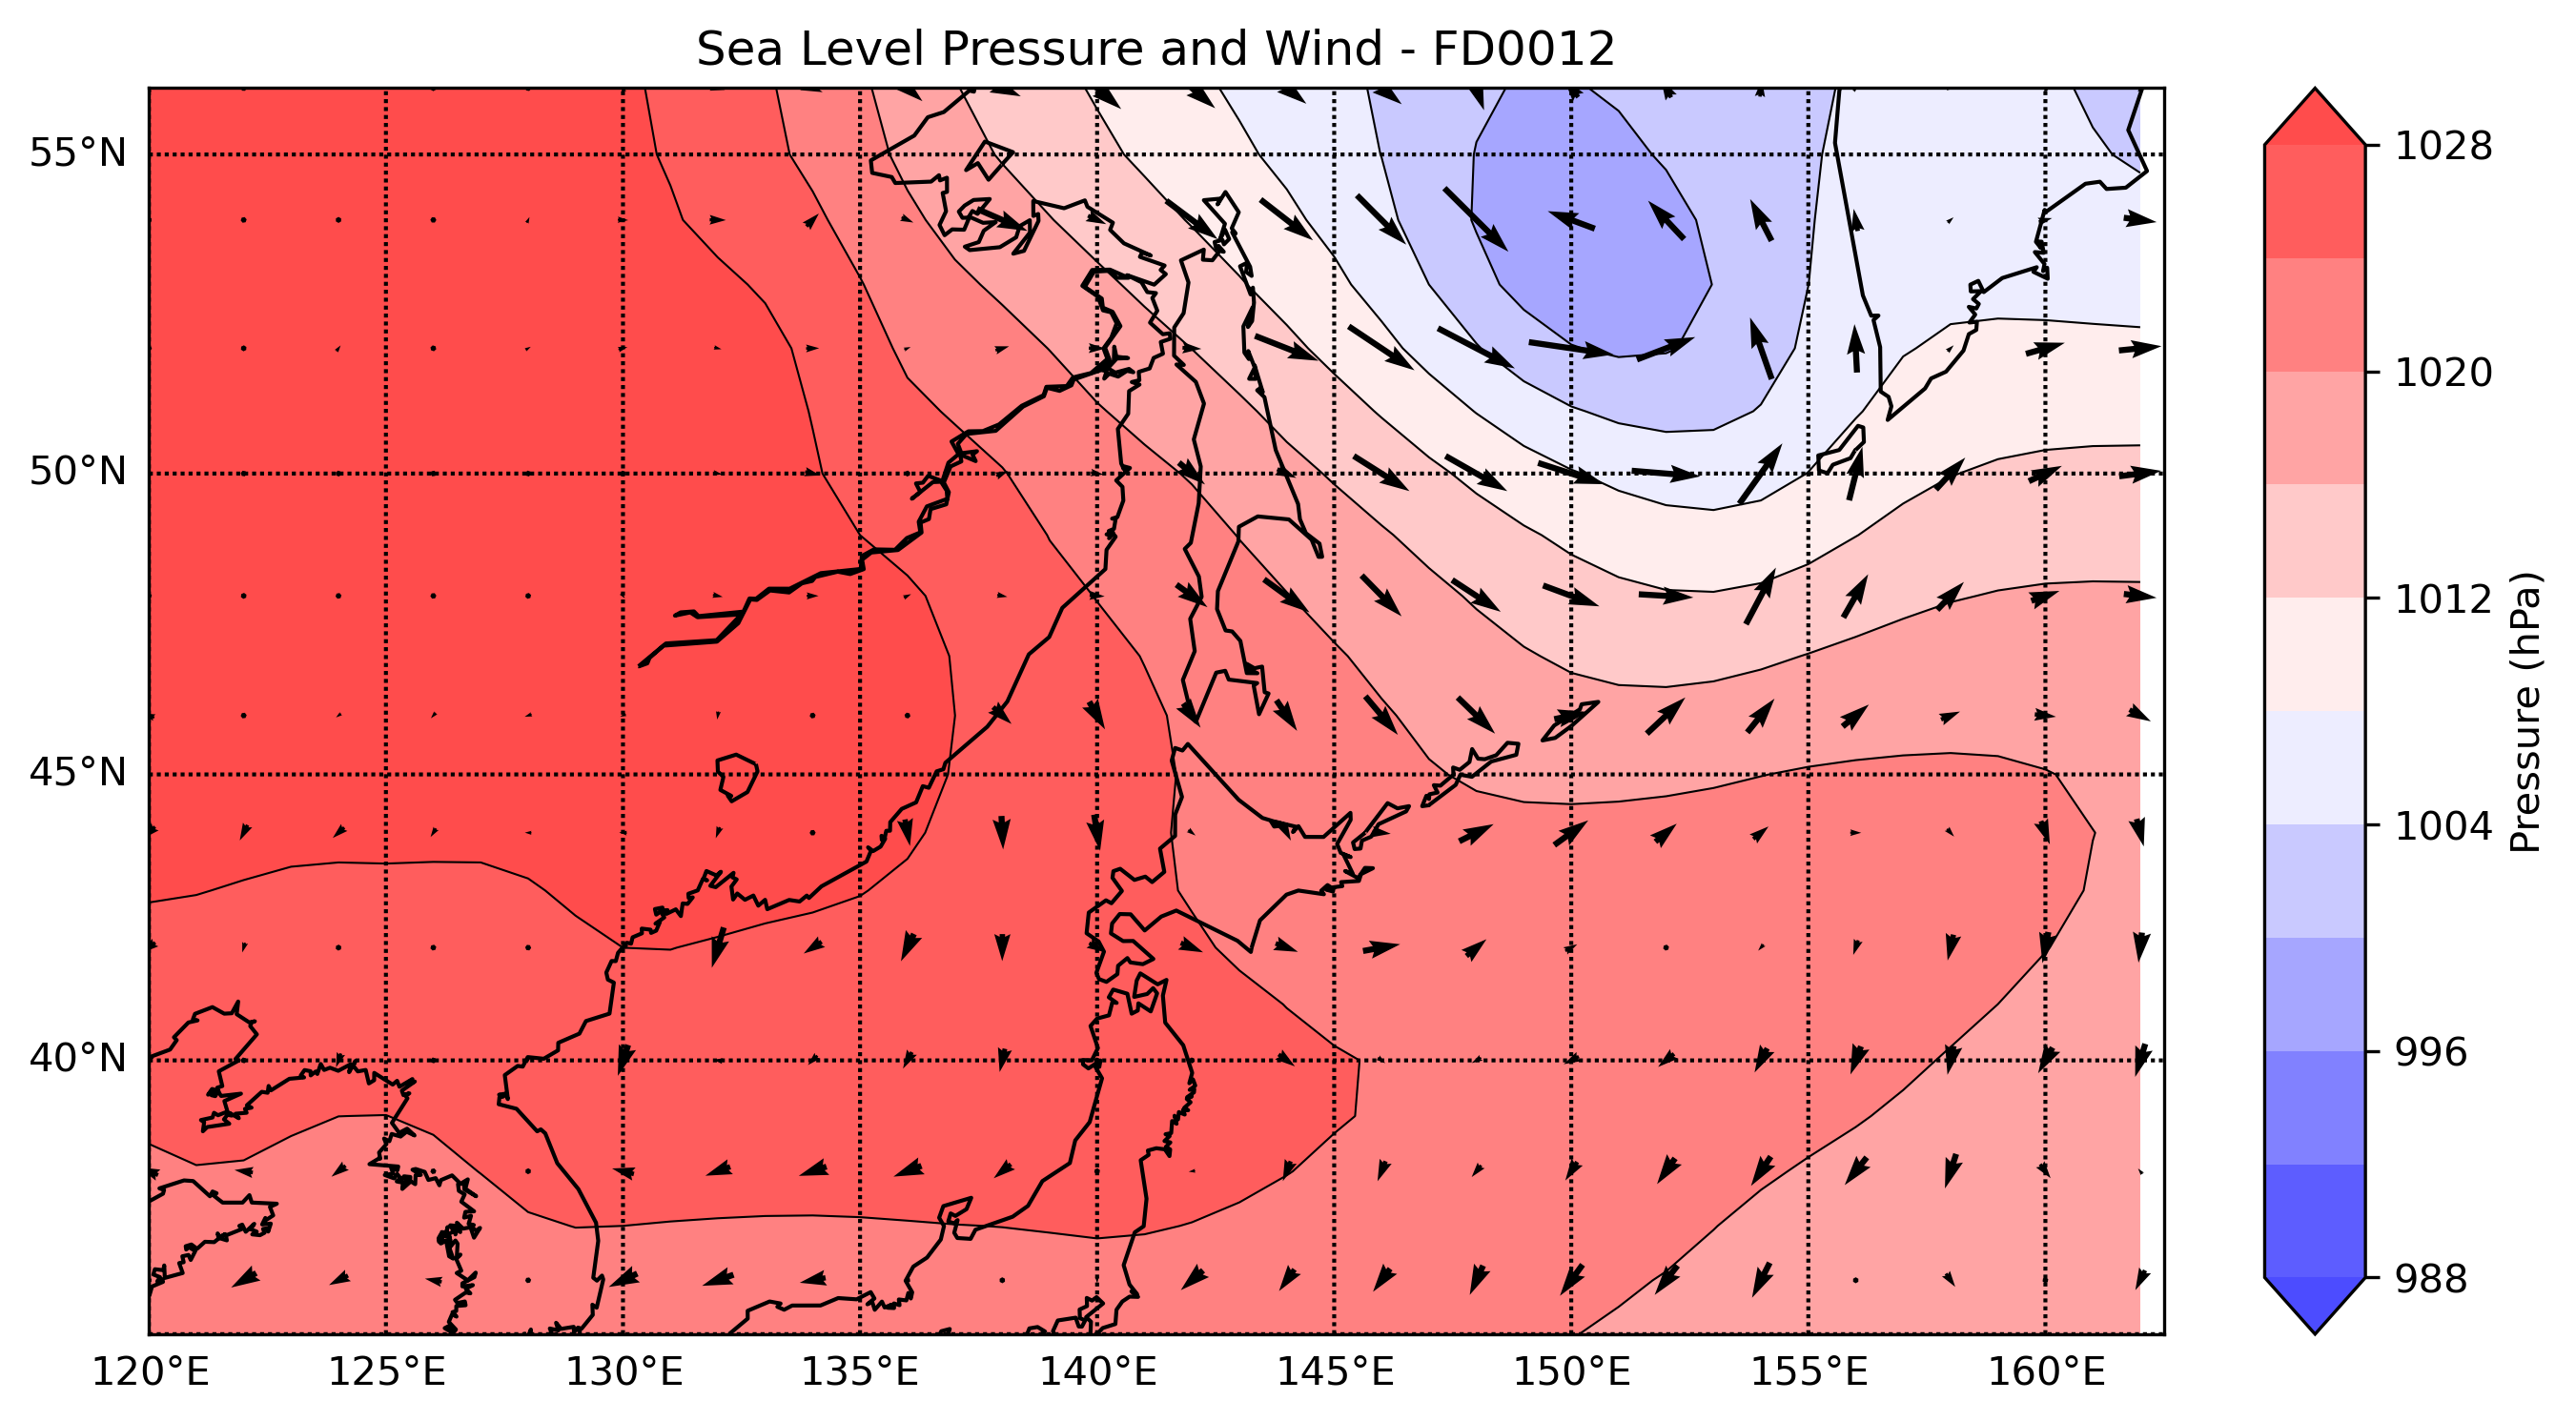 Sea Level Pressure and Wind - FD0012
55°N
50°N
45°N
40°N
120°E 125°E 130°E 135°E 140°E 145°E 150°E 155°E 160°E
1028
1020
1012
1004
996
988
Pressure (hPa)